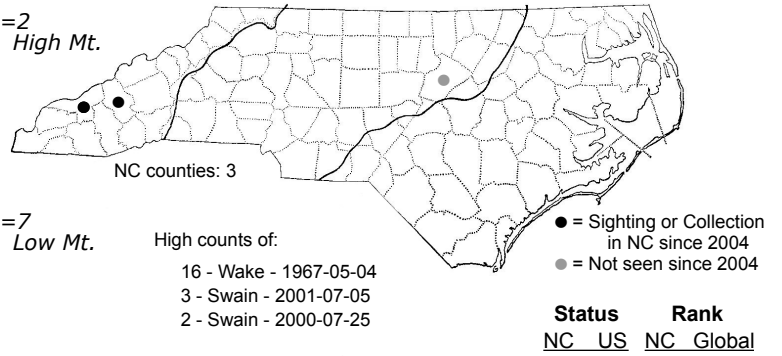 =2
High Mt.
NC counties: 3
=7
Low Mt.
High counts of:
16 - Wake - 1967-05-04
3 - Swain - 2001-07-05
2 - Swain - 2000-07-25
● = Sighting or Collection
in NC since 2004
● = Not seen since 2004
Status Rank
NC US NC Global